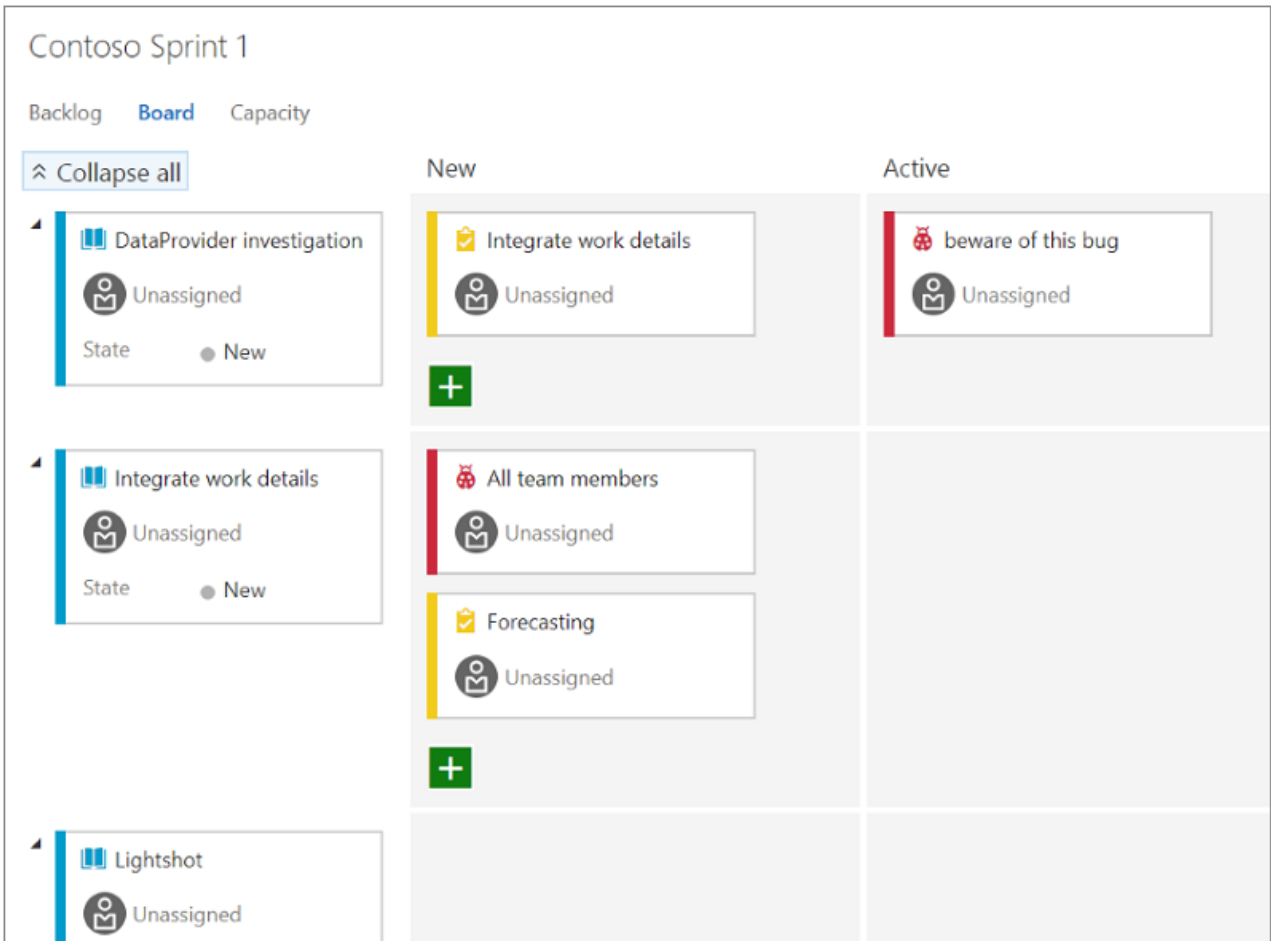 Contoso Sprint 1
Backlog Board Capacity
Collapse all New Active
DataProvider investigation Integrate work details beware of this bug
Unassigned Unassigned Unassigned
State New
Integrate work details All team members
Unassigned Unassigned
State New
Forecasting
Unassigned
Lightshot
Unassigned